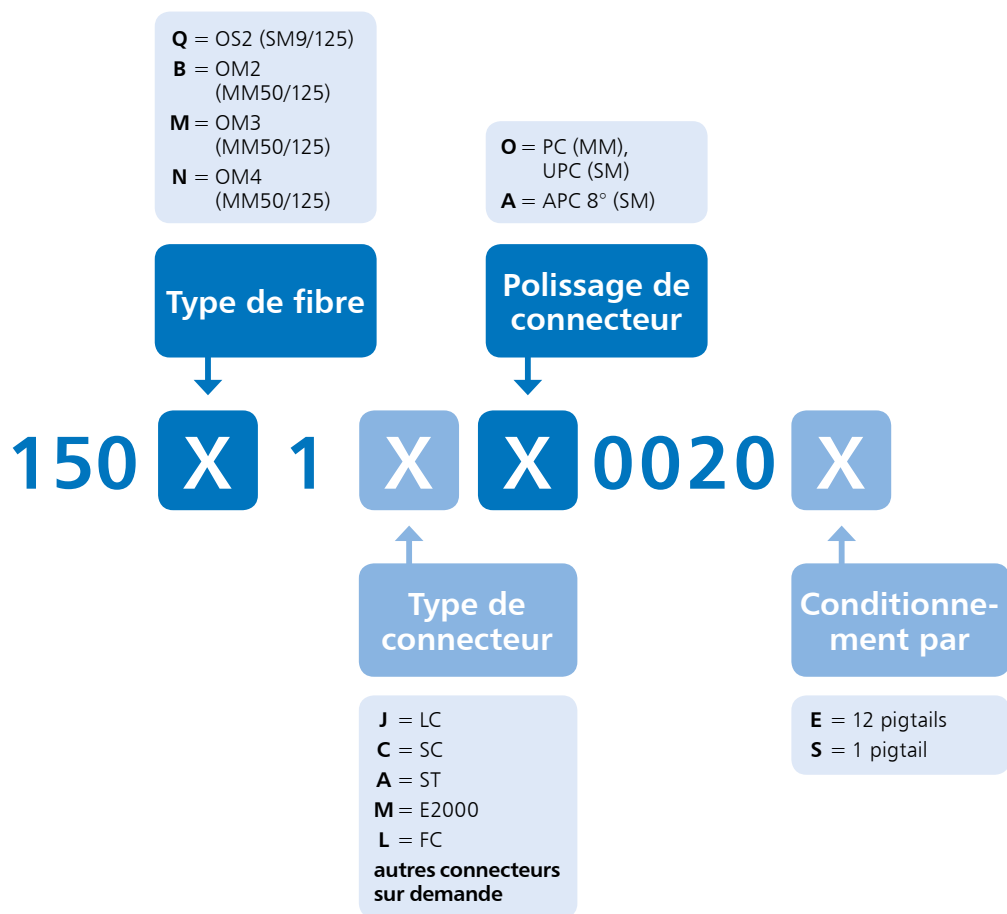 Q = OS2 (SM9/125)
B = OM2
(MM50/125)
M = OM3
(MM50/125)
N = OM4
(MM50/125)
O = PC (MM),
UPC (SM)
A = APC 8° (SM)
Type de fibre
Polissage de
connecteur
150 X 1 X X 0020 X
Type de
connecteur
Conditionne-
ment par
J = LC
C = SC
A = ST
M = E2000
L = FC
autres connecteurs
sur demande
E = 12 pigtails
S = 1 pigtail